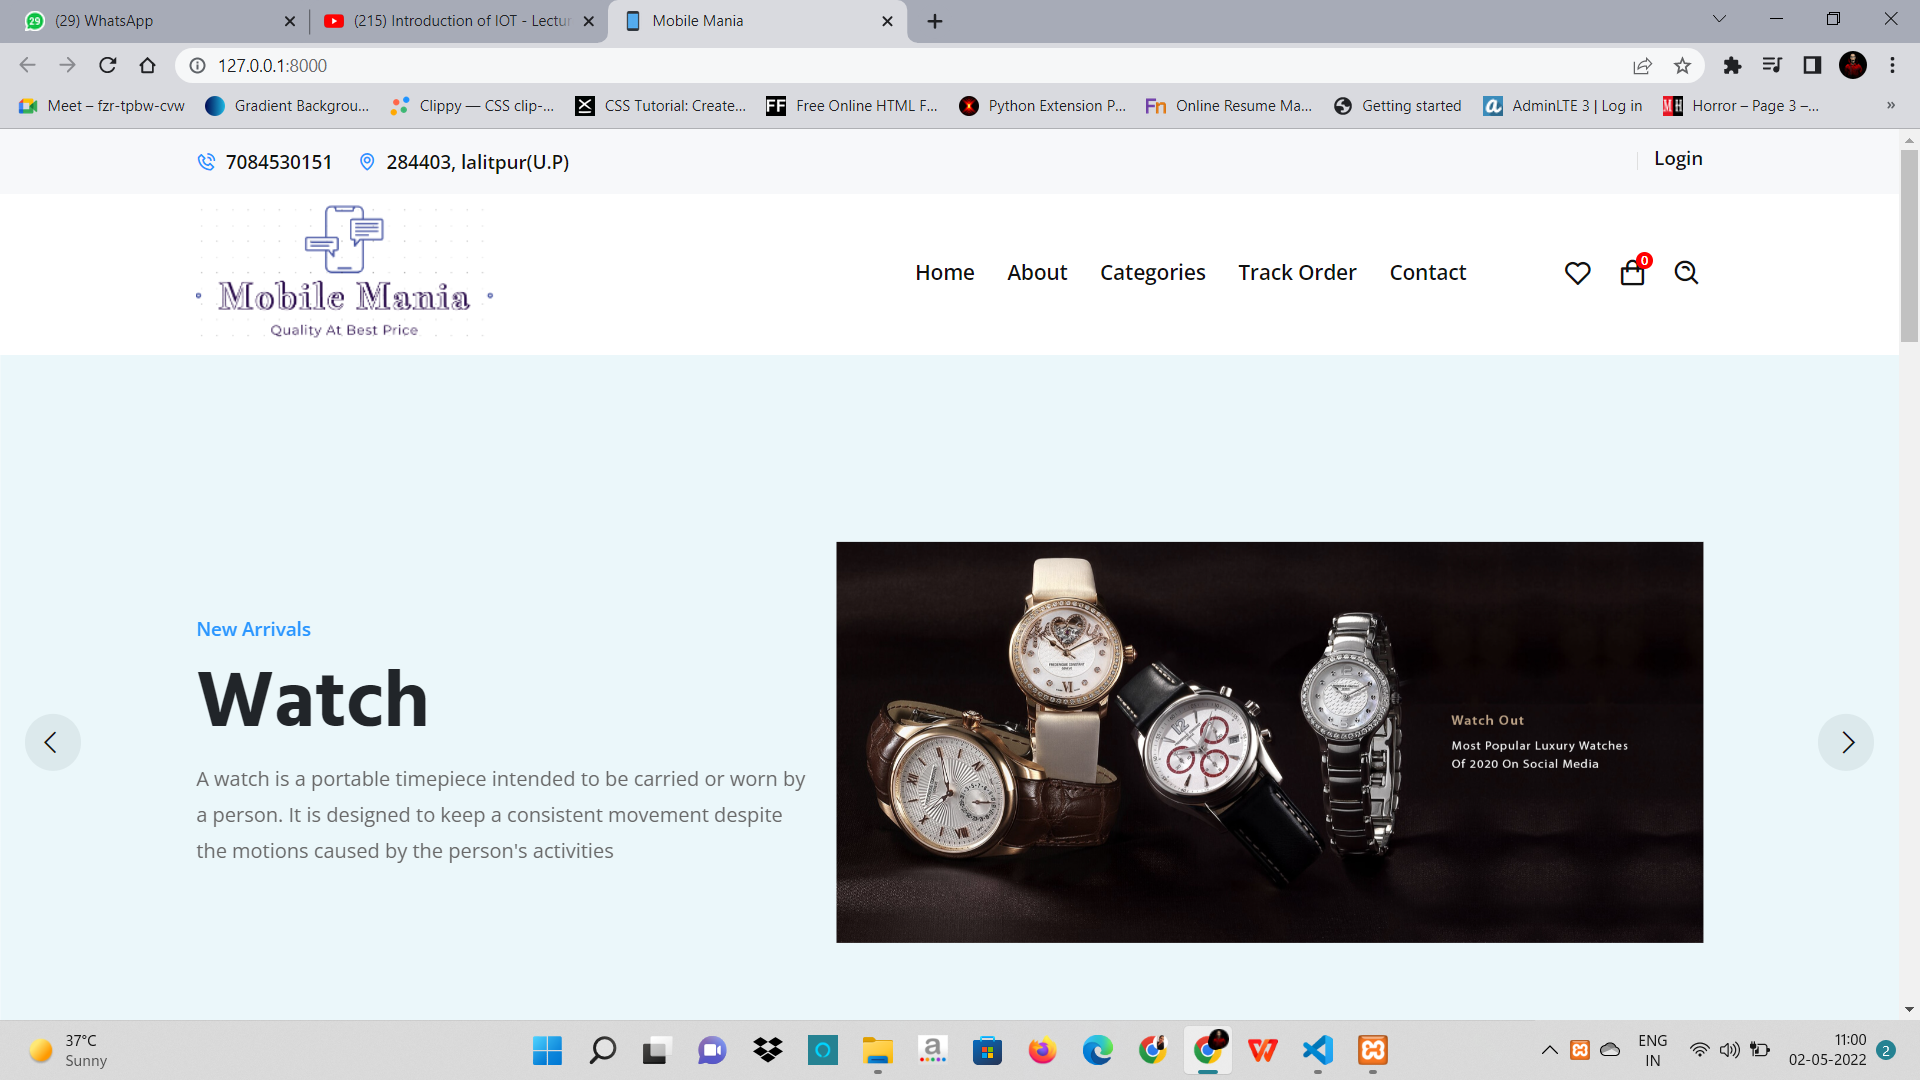 (29) WhatsApp
(215) Introduction of IOT - Lectur
Mobile Mania
127.0.0.1:8000
Meet – fzr-tpbw-cvw
Gradient Backgrou...
Clippy — CSS clip-...
CSS Tutorial: Create...
FF
Free Online HTML F...
Python Extension P...
Fn
Online Resume Ma...
Getting started
AdminLTE 3 | Log in
MH
Horror – Page 3 –...
»
7084530151
284403, lalitpur(U.P)
Login
Mobile Mania
Quality At Best Price
Home
About
Categories
Track Order
Contact
0
New Arrivals
Watch
A watch is a portable timepiece intended to be carried or worn by
a person. It is designed to keep a consistent movement despite
the motions caused by the person's activities
Watch Out
Most Popular Luxury Watches
Of 2020 On Social Media
37°C
Sunny
ENG
IN
11:00
02-05-2022
2